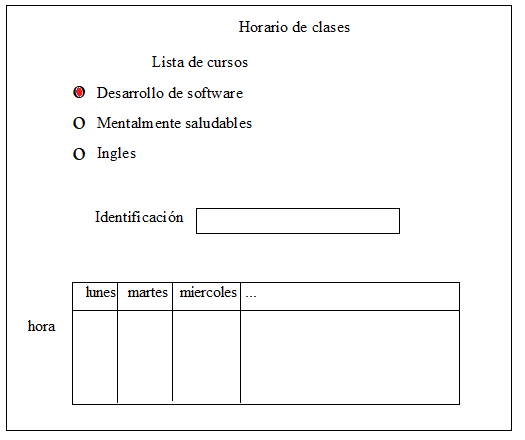 Horario de clases
Lista de cursos
Desarrollo de software
Mentalmente saludables
Ingles
Identificación
lunes martes miercoles ...
hora